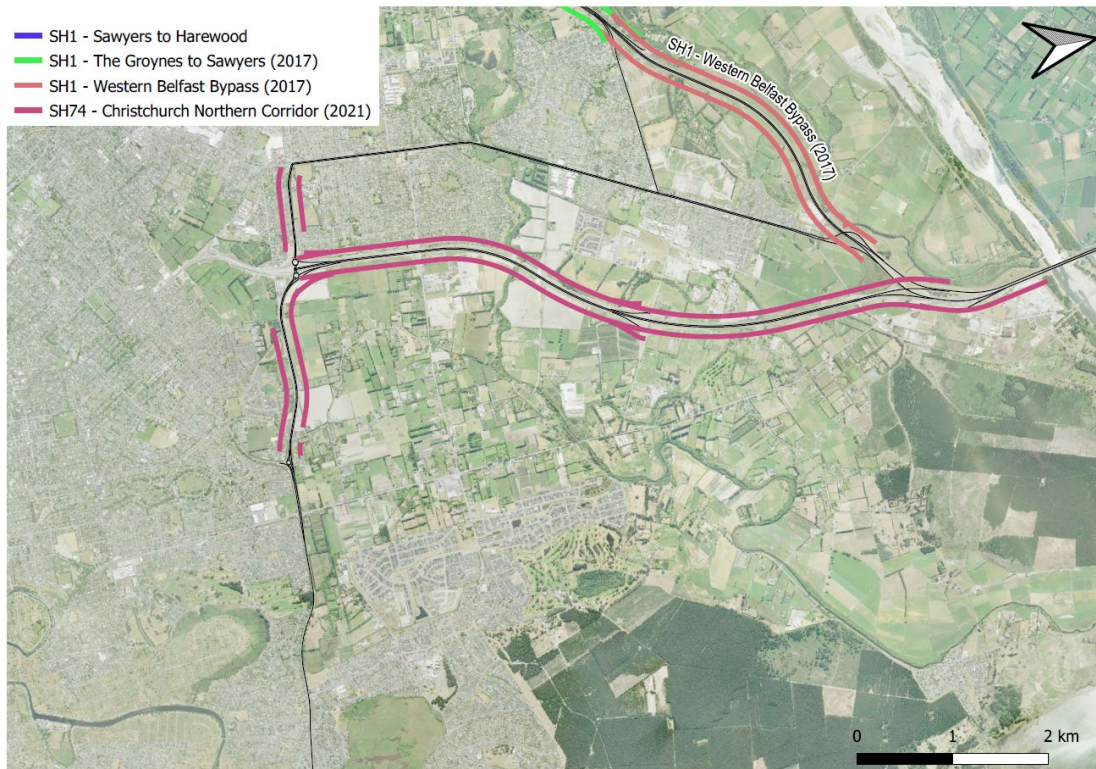 SH1 - Sawyers to Harewood
SH1 - The Groynes to Sawyers (2017)
SH1 - Western Belfast Bypass (2017)
SH74 - Christchurch Northern Corridor (2021)
SH1 - Western Belfast Bypass (2017)
0 1 2 km